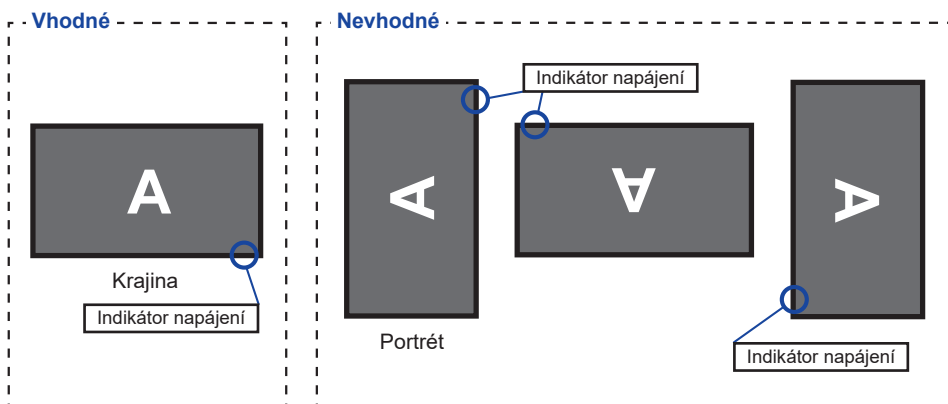 Vhodné
Nevhodné
Indikátor napájení
A
A
A
A
Krajina
Indikátor napájení
Portrét
Indikátor napájení